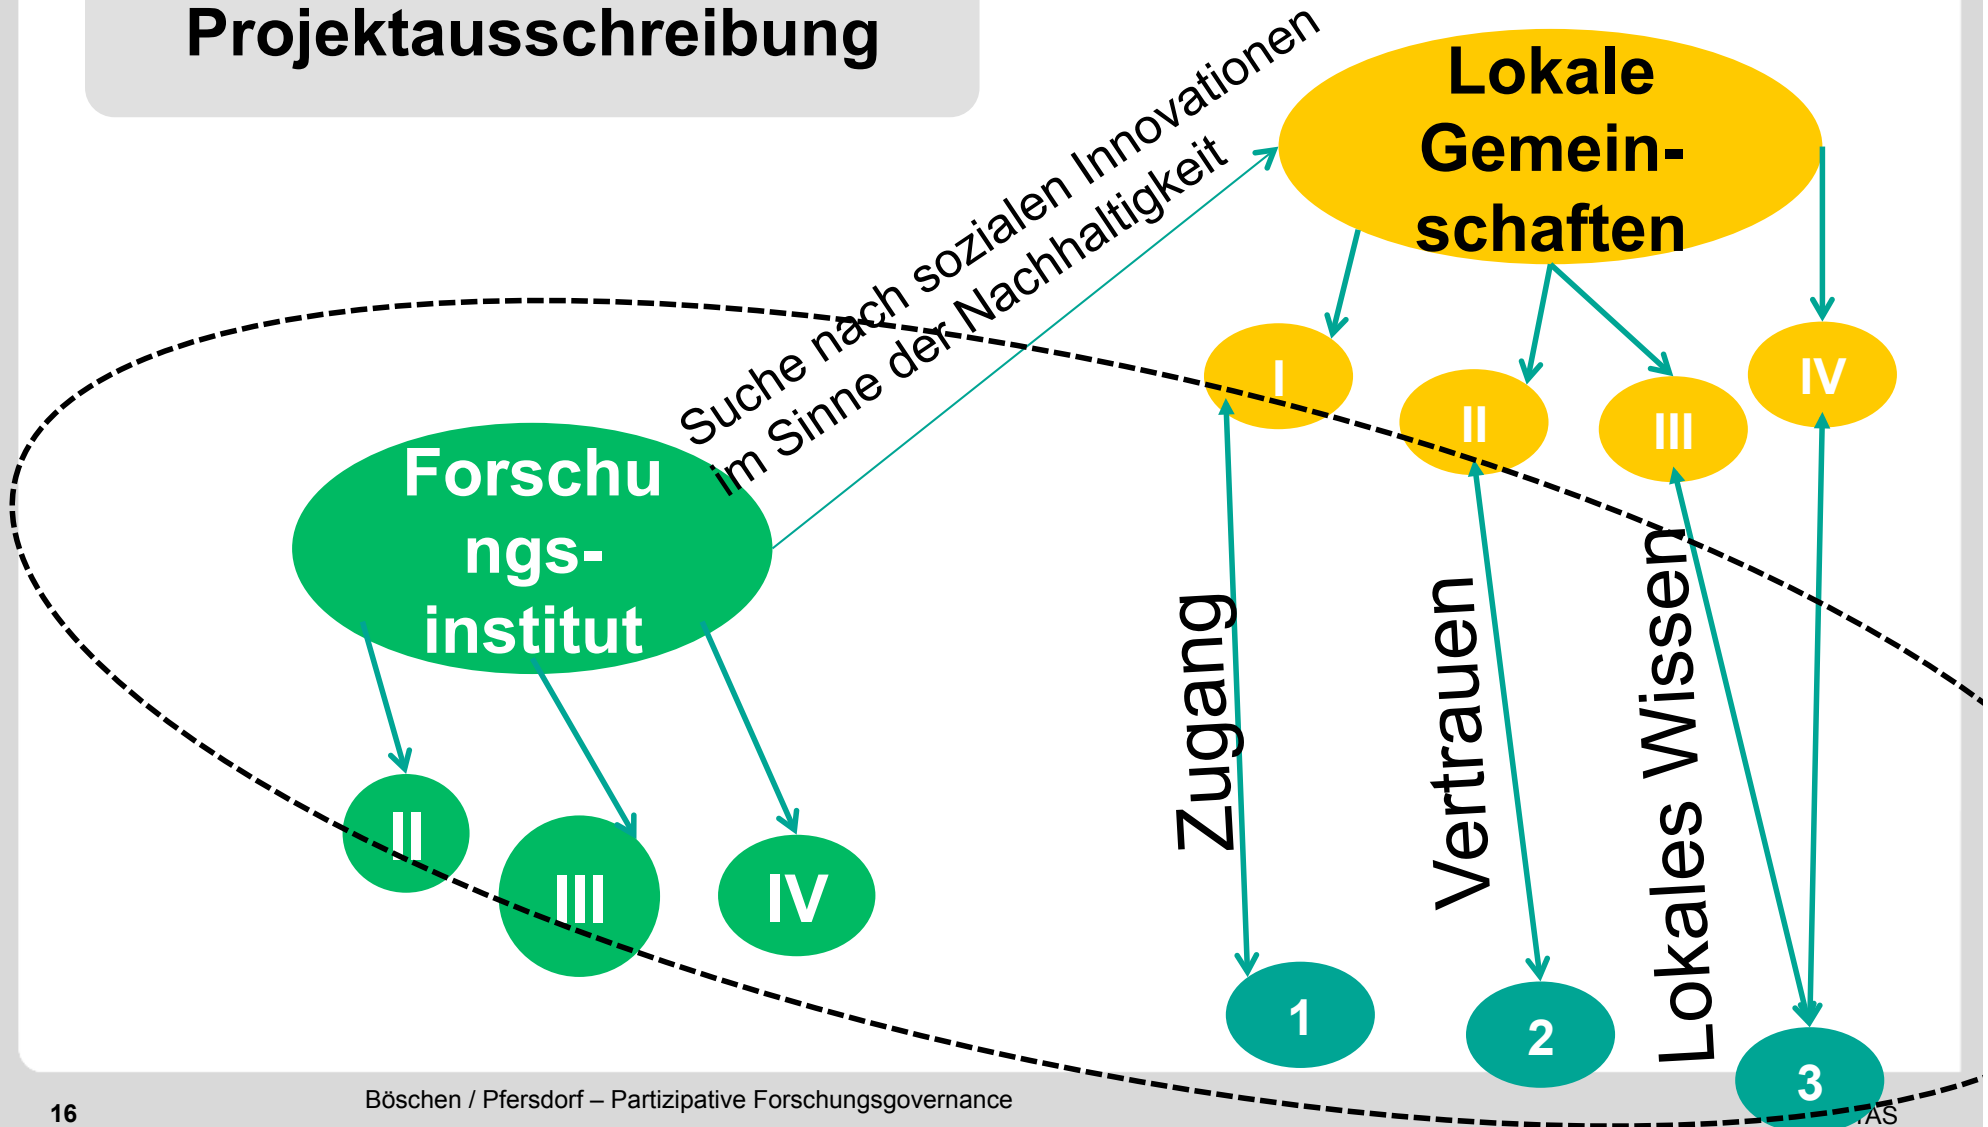 Projektausschreibung
Suche nach sozialen Innovationen
im Sinne der Nachhaltigkeit
Lokale
Gemein-
schaften
I
II
III
IV
Forschu
ngs-
institut
II
III
IV
Zugang
Vertrauen
Lokales Wissen
1
2
3
16
Böschen / Pfersdorf – Partizipative Forschungsgovernance